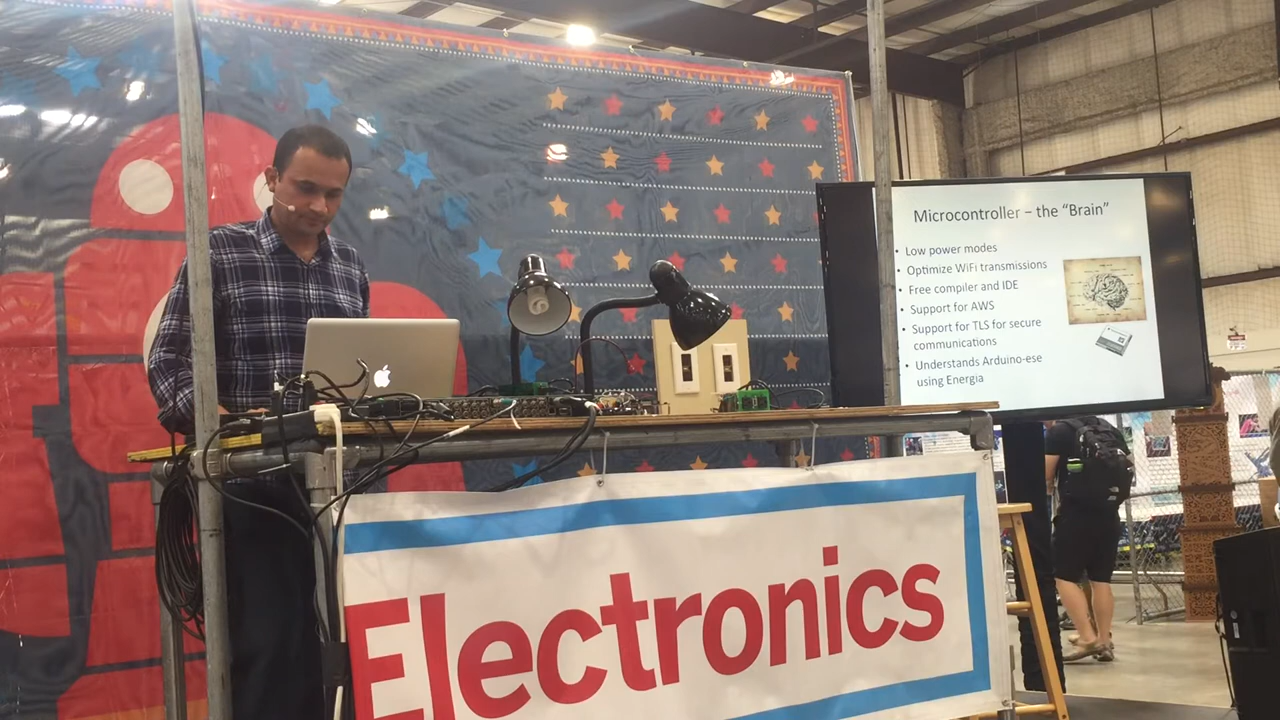 Microcontroller – the “Brain”
• Low power modes
• Optimize WiFi transmissions
• Free compiler and IDE
• Support for AWS
• Support for TLS for secure
communications
• Understands Arduino-ese
using Energia
Electronics